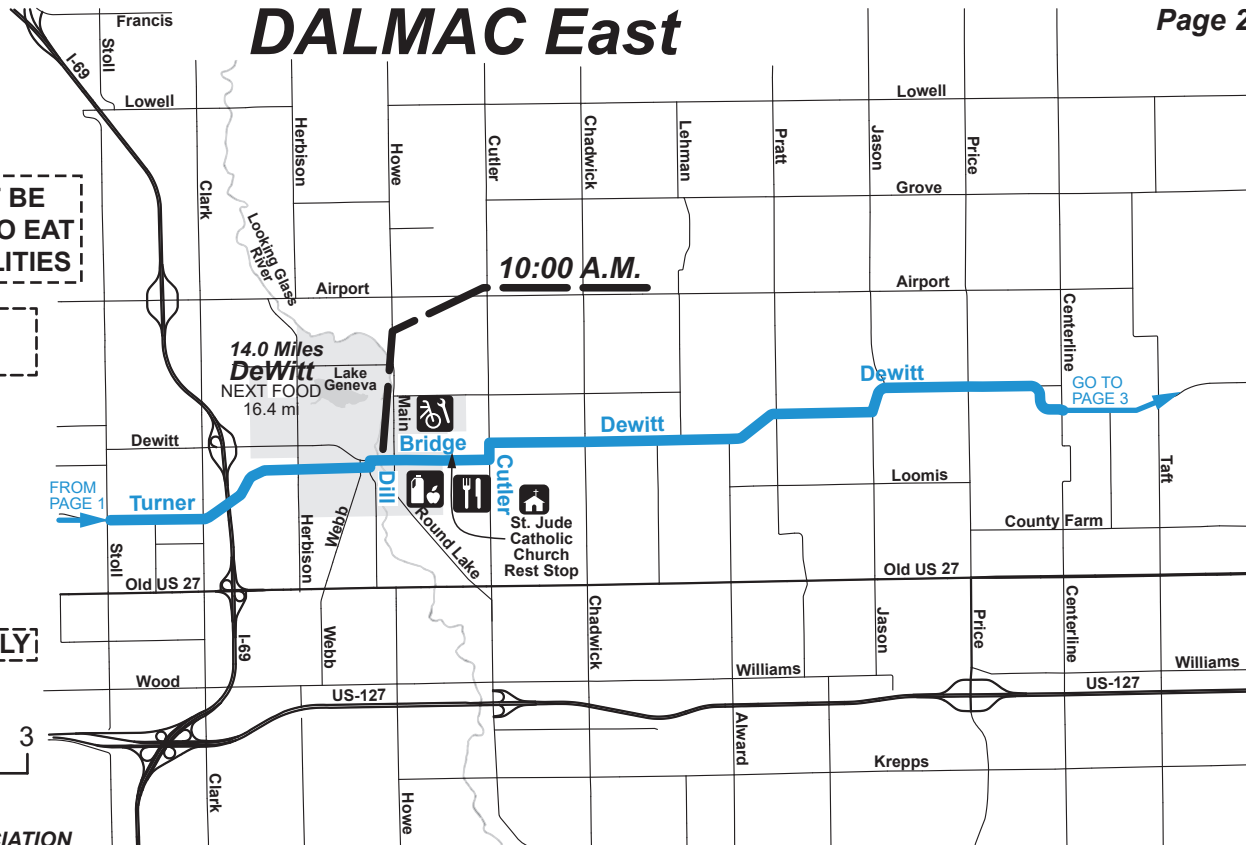 DALMAC East
Page 2
Francis
Stoll
I-69
Lowell
Lowell
Herbison
Howe
Cutler
Chadwick
Lehman
Pratt
Jason
Price
BE
O EAT
LITIES
Clark
Grove
Looking Glass
River
10:00 A.M.
Airport
Airport
Centerline
14.0 Miles
DeWitt
NEXT FOOD
16.4 mi
Lake
Geneva
Main
Dewitt
GO TO
PAGE 3
Dewitt
Bridge
Dewitt
Cutler
Dill
Loomis
Taft
FROM
PAGE 1
Turner
Herbison
Webb
Round Lake
St. Jude
Catholic
Church
Rest Stop
County Farm
Stoll
Old US 27
Old US 27
Chadwick
Jason
Price
Centerline
LY
I-69
Webb
Williams
Williams
Wood
US-127
US-127
Alward
3
Krepps
Clark
Howe
CIATION